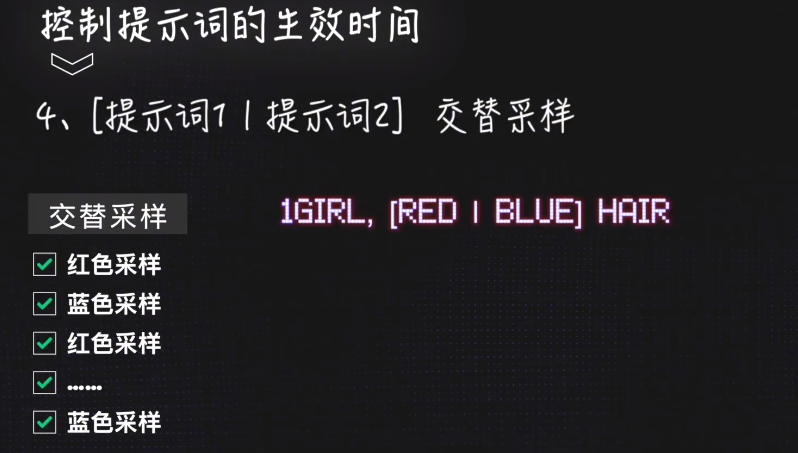 控制提示词的生效时间
4、[提示词1 | 提示词2] 交替采样
交替采样
1GIRL, [RED | BLUE] HAIR
红色采样
蓝色采样
红色采样
……
蓝色采样